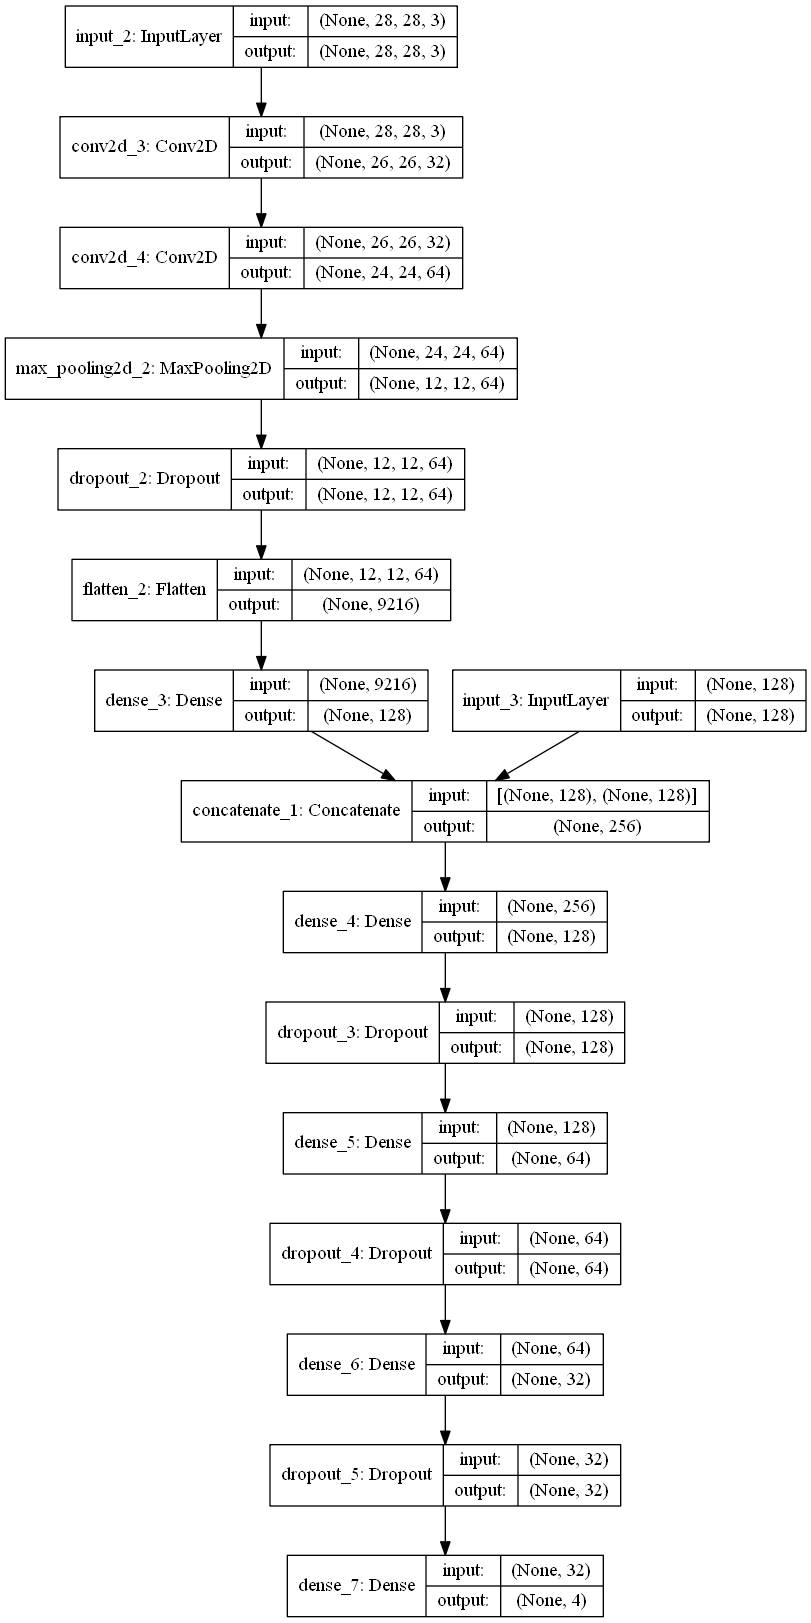 input_2: InputLayer
input: (None, 28, 28, 3)
output: (None, 28, 28, 3)
conv2d_3: Conv2D
input: (None, 28, 28, 3)
output: (None, 26, 26, 32)
conv2d_4: Conv2D
input: (None, 26, 26, 32)
output: (None, 24, 24, 64)
max_pooling2d_2: MaxPooling2D
input: (None, 24, 24, 64)
output: (None, 12, 12, 64)
dropout_2: Dropout
input: (None, 12, 12, 64)
output: (None, 12, 12, 64)
flatten_2: Flatten
input: (None, 12, 12, 64)
output: (None, 9216)
dense_3: Dense
input: (None, 9216)
output: (None, 128)
input_3: InputLayer
input: (None, 128)
output: (None, 128)
concatenate_1: Concatenate
input: [(None, 128), (None, 128)]
output: (None, 256)
dense_4: Dense
input: (None, 256)
output: (None, 128)
dropout_3: Dropout
input: (None, 128)
output: (None, 128)
dense_5: Dense
input: (None, 128)
output: (None, 64)
dropout_4: Dropout
input: (None, 64)
output: (None, 64)
dense_6: Dense
input: (None, 64)
output: (None, 32)
dropout_5: Dropout
input: (None, 32)
output: (None, 32)
dense_7: Dense
input: (None, 32)
output: (None, 4)